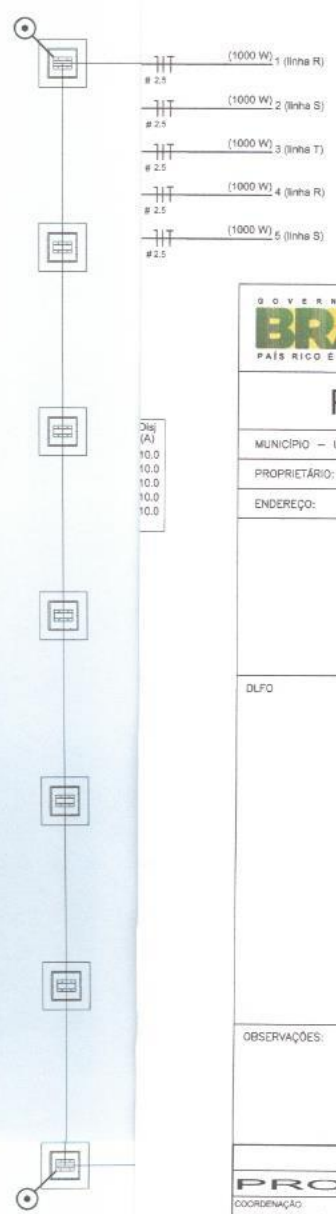 (1000 W) 1 (linha R)
# 2.5
(1000 W) 2 (linha S)
# 2.5
(1000 W) 3 (linha T)
# 2.5
(1000 W) 4 (linha R)
# 2.5
(1000 W) 5 (linha S)
# 2.5
GOVERN
BRA
PAÍS RICO É
MUNICÍPIO – U
PROPRIETÁRIO:
ENDEREÇO:
Disj
(A)
10.0
10.0
10.0
10.0
10.0
DLFO
OBSERVAÇÕES:
PRO
COORDENAÇÃO